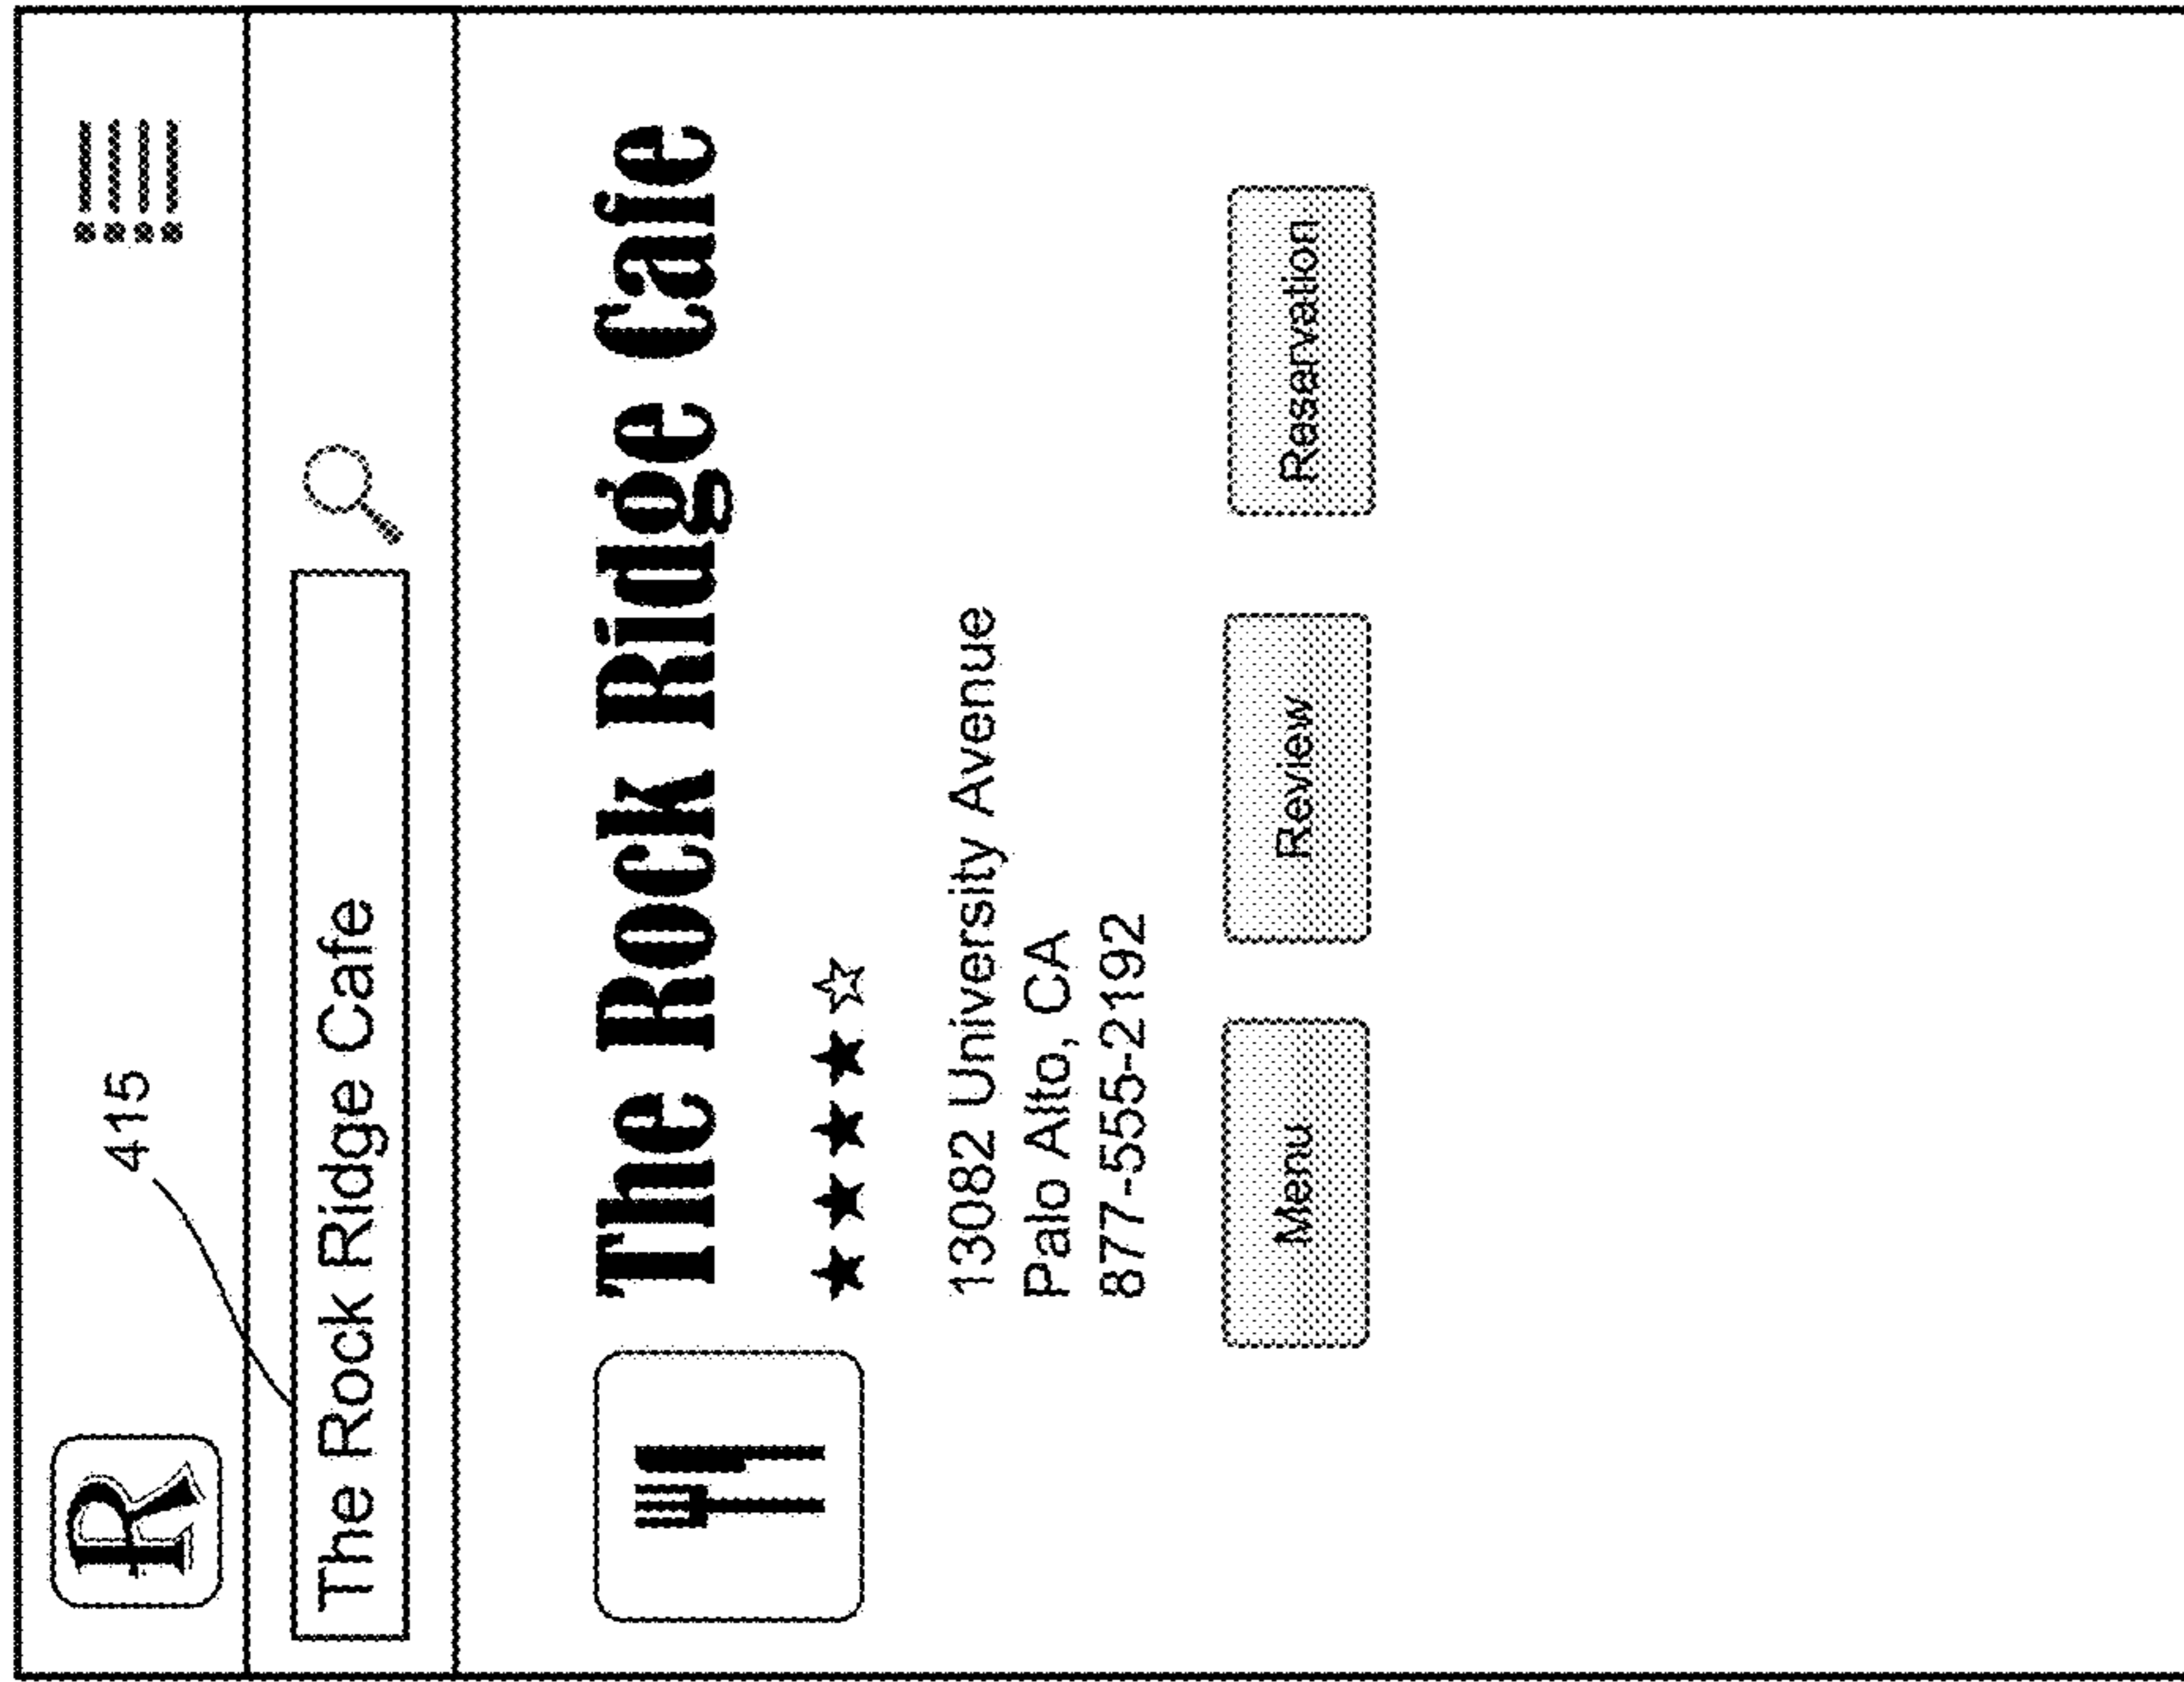 R
415
The Rock Ridge Cafe
The Rock Ridge Cafe
13082 University Avenue
Palo Alto, CA
877-555-2192
Menu Review Reservation